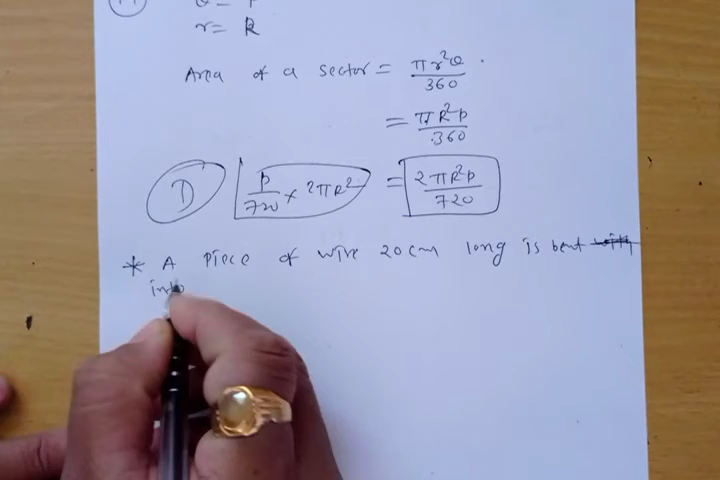 r = R
Area of a sector = πr²θ/360.
= πR²p/360
D p/720 × 2πR² = 2πR²p/720
* A piece of wire 20cm long is bent
into